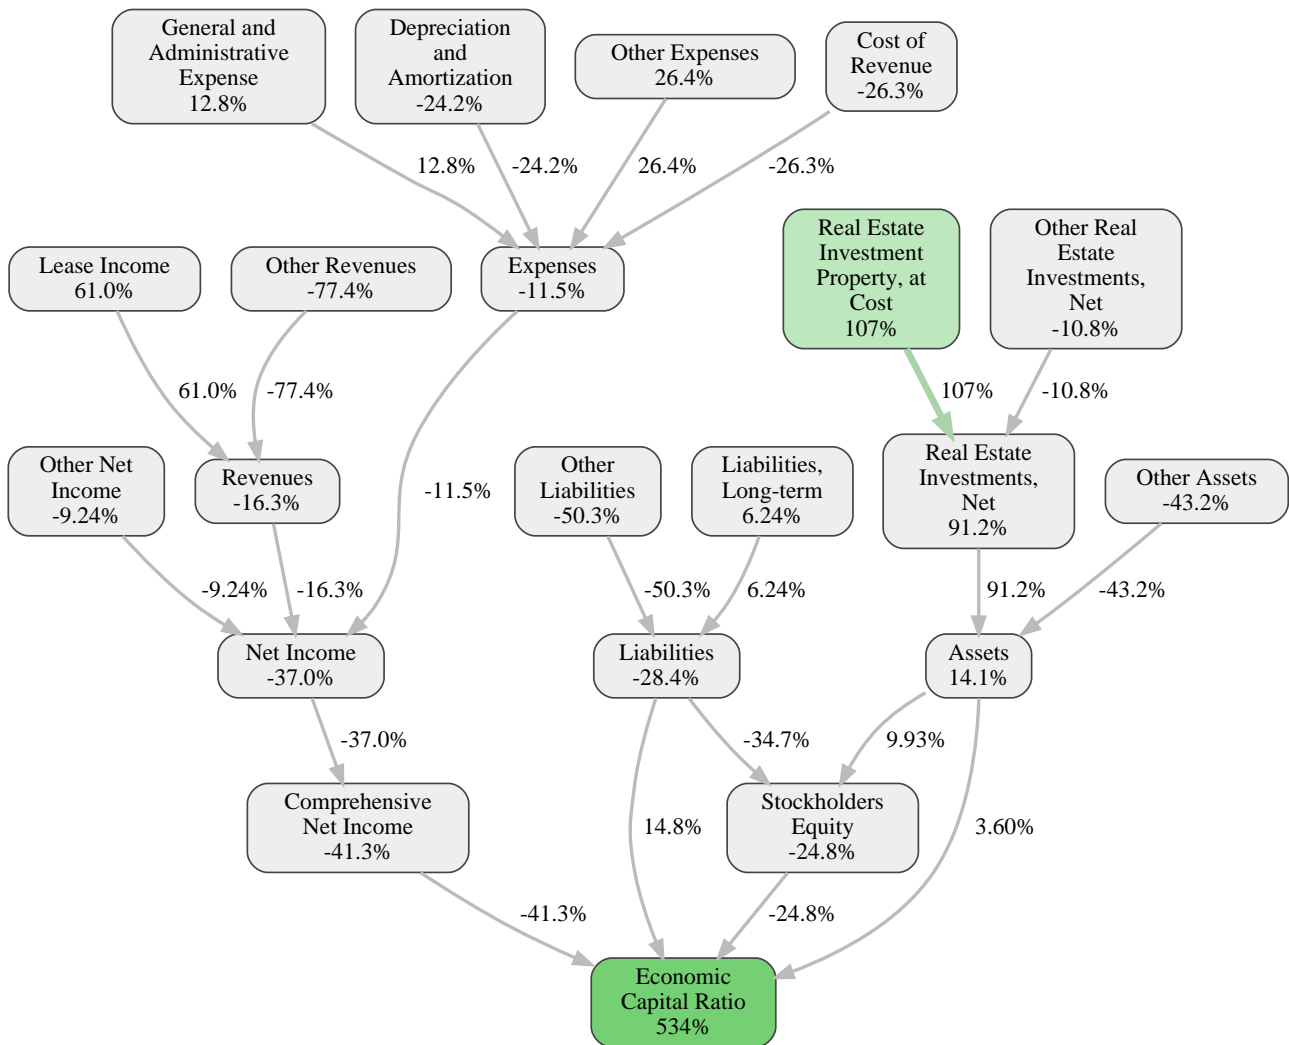 General and
Administrative
Expense
12.8%
Depreciation
and
Amortization
-24.2%
Other Expenses
26.4%
Cost of
Revenue
-26.3%
12.8%
-24.2%
26.4%
-26.3%
Lease Income
61.0%
Other Revenues
-77.4%
Expenses
-11.5%
Real Estate
Investment
Property, at
Cost
107%
Other Real
Estate
Investments,
Net
-10.8%
61.0%
-77.4%
107%
-10.8%
Other Net
Income
-9.24%
Revenues
-16.3%
-11.5%
Other
Liabilities
-50.3%
Liabilities,
Long-term
6.24%
Real Estate
Investments,
Net
91.2%
Other Assets
-43.2%
-9.24%
-16.3%
-50.3%
6.24%
91.2%
-43.2%
Net Income
-37.0%
Liabilities
-28.4%
Assets
14.1%
-37.0%
-34.7%
9.93%
Comprehensive
Net Income
-41.3%
14.8%
Stockholders
Equity
-24.8%
3.60%
-41.3%
-24.8%
Economic
Capital Ratio
534%